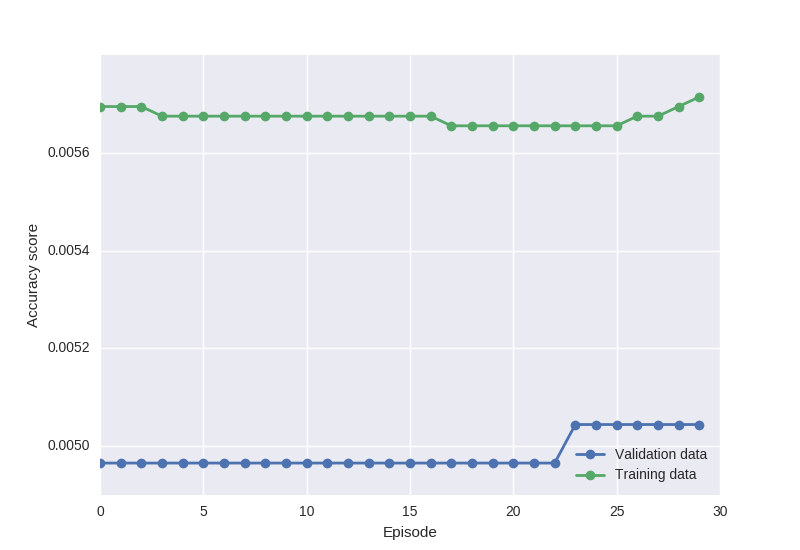 0.0056
0.0054
0.0052
0.0050
Accuracy score
0 5 10 15 20 25 30
Episode
Validation data
Training data